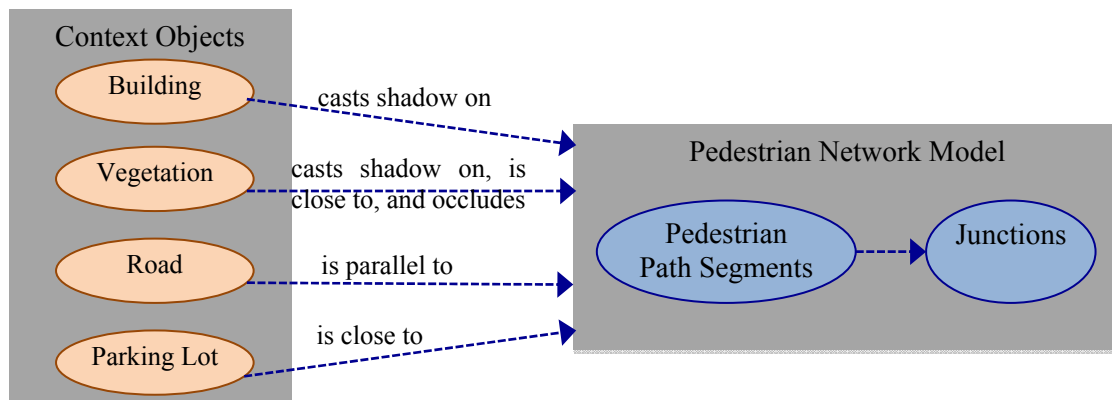 Context Objects
Building
casts shadow on
Vegetation
casts shadow on, is
close to, and occludes
Road
is parallel to
Parking Lot
is close to
Pedestrian Network Model
Pedestrian
Path Segments
Junctions